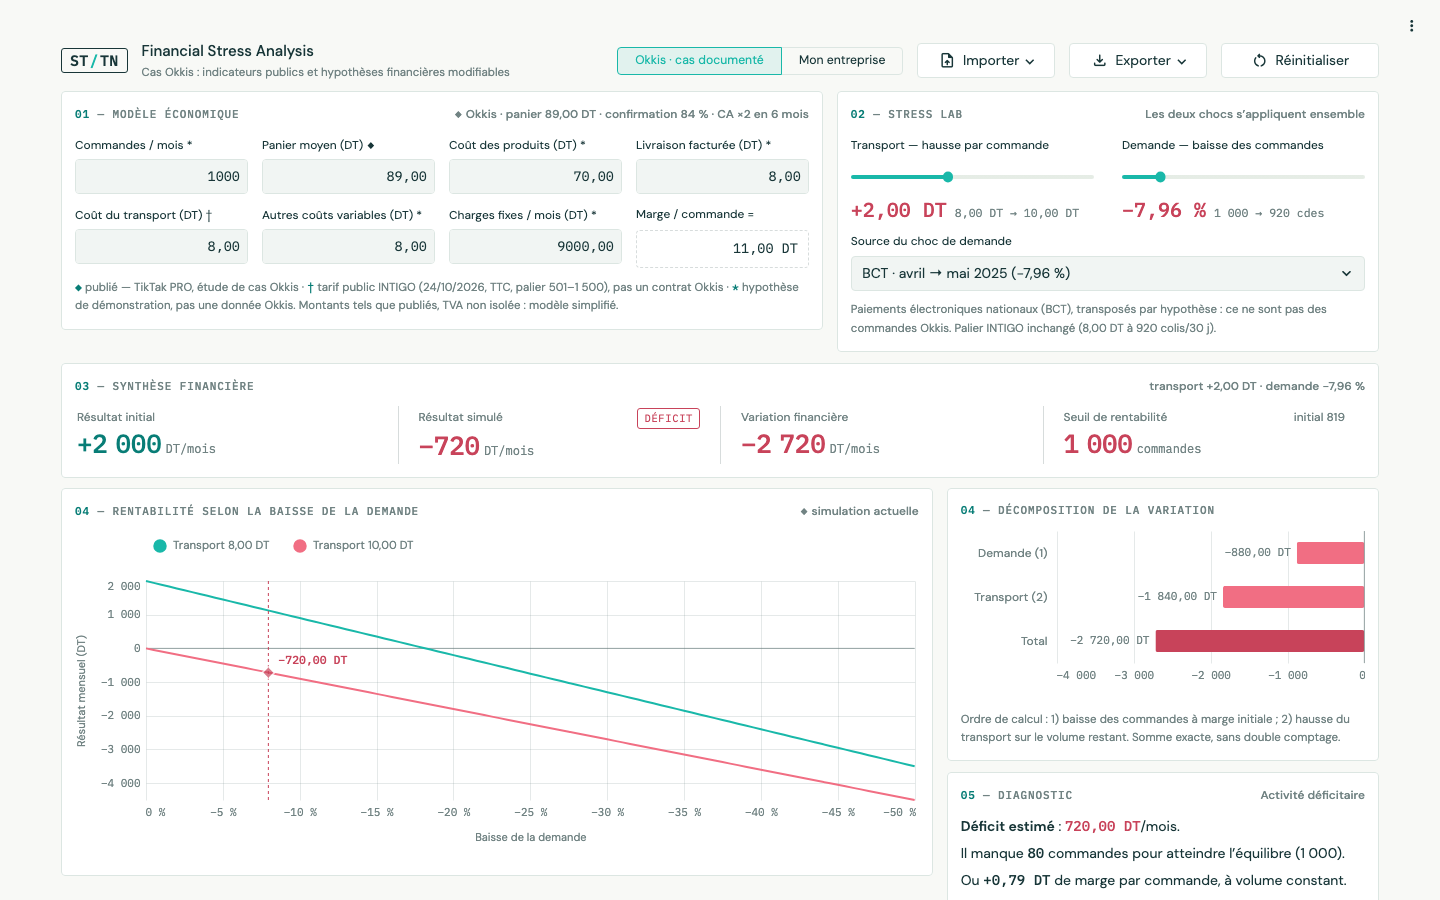 ST/TN
Financial Stress Analysis
Cas Okkis : indicateurs publics et hypothèses financières modifiables
Okkis · cas documenté
Mon entreprise
Importer
Exporter
Réinitialiser
01 — MODÈLE ÉCONOMIQUE
◆ Okkis · panier 89,00 DT · confirmation 84 % · CA ×2 en 6 mois
Commandes / mois *
Panier moyen (DT) ◆
Coût des produits (DT) *
Livraison facturée (DT) *
1000
89,00
70,00
8,00
Coût du transport (DT) †
Autres coûts variables (DT) *
Charges fixes / mois (DT) *
Marge / commande =
8,00
8,00
9000,00
11,00 DT
◆ publié — TikTak PRO, étude de cas Okkis · † tarif public INTIGO (24/10/2026, TTC, palier 501–1 500), pas un contrat Okkis · ★ hypothèse
de démonstration, pas une donnée Okkis. Montants tels que publiés, TVA non isolée : modèle simplifié.
02 — STRESS LAB
Les deux chocs s'appliquent ensemble
Transport — hausse par commande
Demande — baisse des commandes
+2,00 DT 8,00 DT → 10,00 DT
−7,96 % 1 000 → 920 cdes
Source du choc de demande
BCT · avril → mai 2025 (−7,96 %)
Paiements électroniques nationaux (BCT), transposés par hypothèse : ce ne sont pas des
commandes Okkis. Palier INTIGO inchangé (8,00 DT à 920 colis/30 j).
03 — SYNTHÈSE FINANCIÈRE
transport +2,00 DT · demande −7,96 %
Résultat initial
+2 000 DT/mois
Résultat simulé
DÉFICIT
−720 DT/mois
Variation financière
−2 720 DT/mois
Seuil de rentabilité
initial 819
1 000 commandes
04 — RENTABILITÉ SELON LA BAISSE DE LA DEMANDE
◆ simulation actuelle
Transport 8,00 DT
Transport 10,00 DT
Résultat mensuel (DT)
2 000
1 000
0
−1 000
−2 000
−3 000
−4 000
−720,00 DT
0 %
−5 %
−10 %
−15 %
−20 %
−25 %
−30 %
−35 %
−40 %
−45 %
−50 %
Baisse de la demande
04 — DÉCOMPOSITION DE LA VARIATION
Demande (1)
−880,00 DT
Transport (2)
−1 840,00 DT
Total
−2 720,00 DT
−4 000
−3 000
−2 000
−1 000
0
Ordre de calcul : 1) baisse des commandes à marge initiale ; 2) hausse du
transport sur le volume restant. Somme exacte, sans double comptage.
05 — DIAGNOSTIC
Activité déficitaire
Déficit estimé : 720,00 DT/mois.
Il manque 80 commandes pour atteindre l'équilibre (1 000).
Ou +0,79 DT de marge par commande, à volume constant.